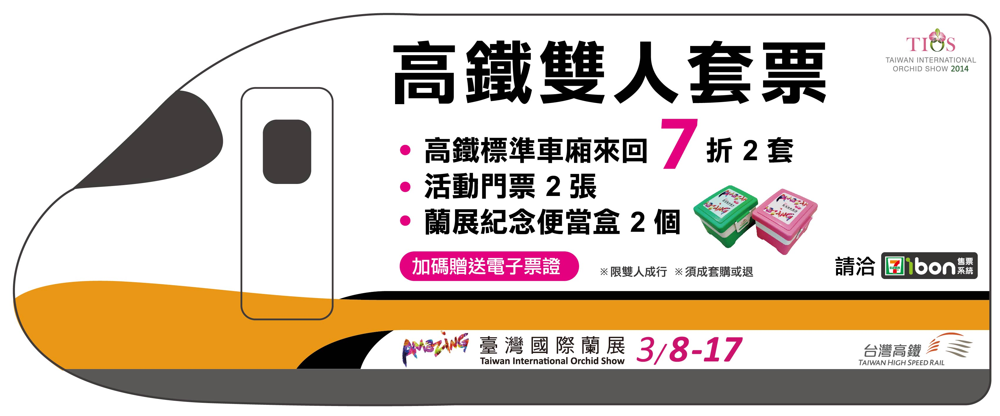 高鐵雙人套票
TIOS
TAIWAN INTERNATIONAL
ORCHID SHOW 2014
• 高鐵標準車廂來回 7 折 2 套
• 活動門票 2 張
• 蘭展紀念便當盒 2 個
AMAZING
AMAZING
加碼贈送電子票證
※限雙人成行 ※須成套購或退
請洽 7 ELEVEN ibon 售票系統
AMAZING 臺灣國際蘭展 3/8-17
Taiwan International Orchid Show
台灣高鐵
TAIWAN HIGH SPEED RAIL